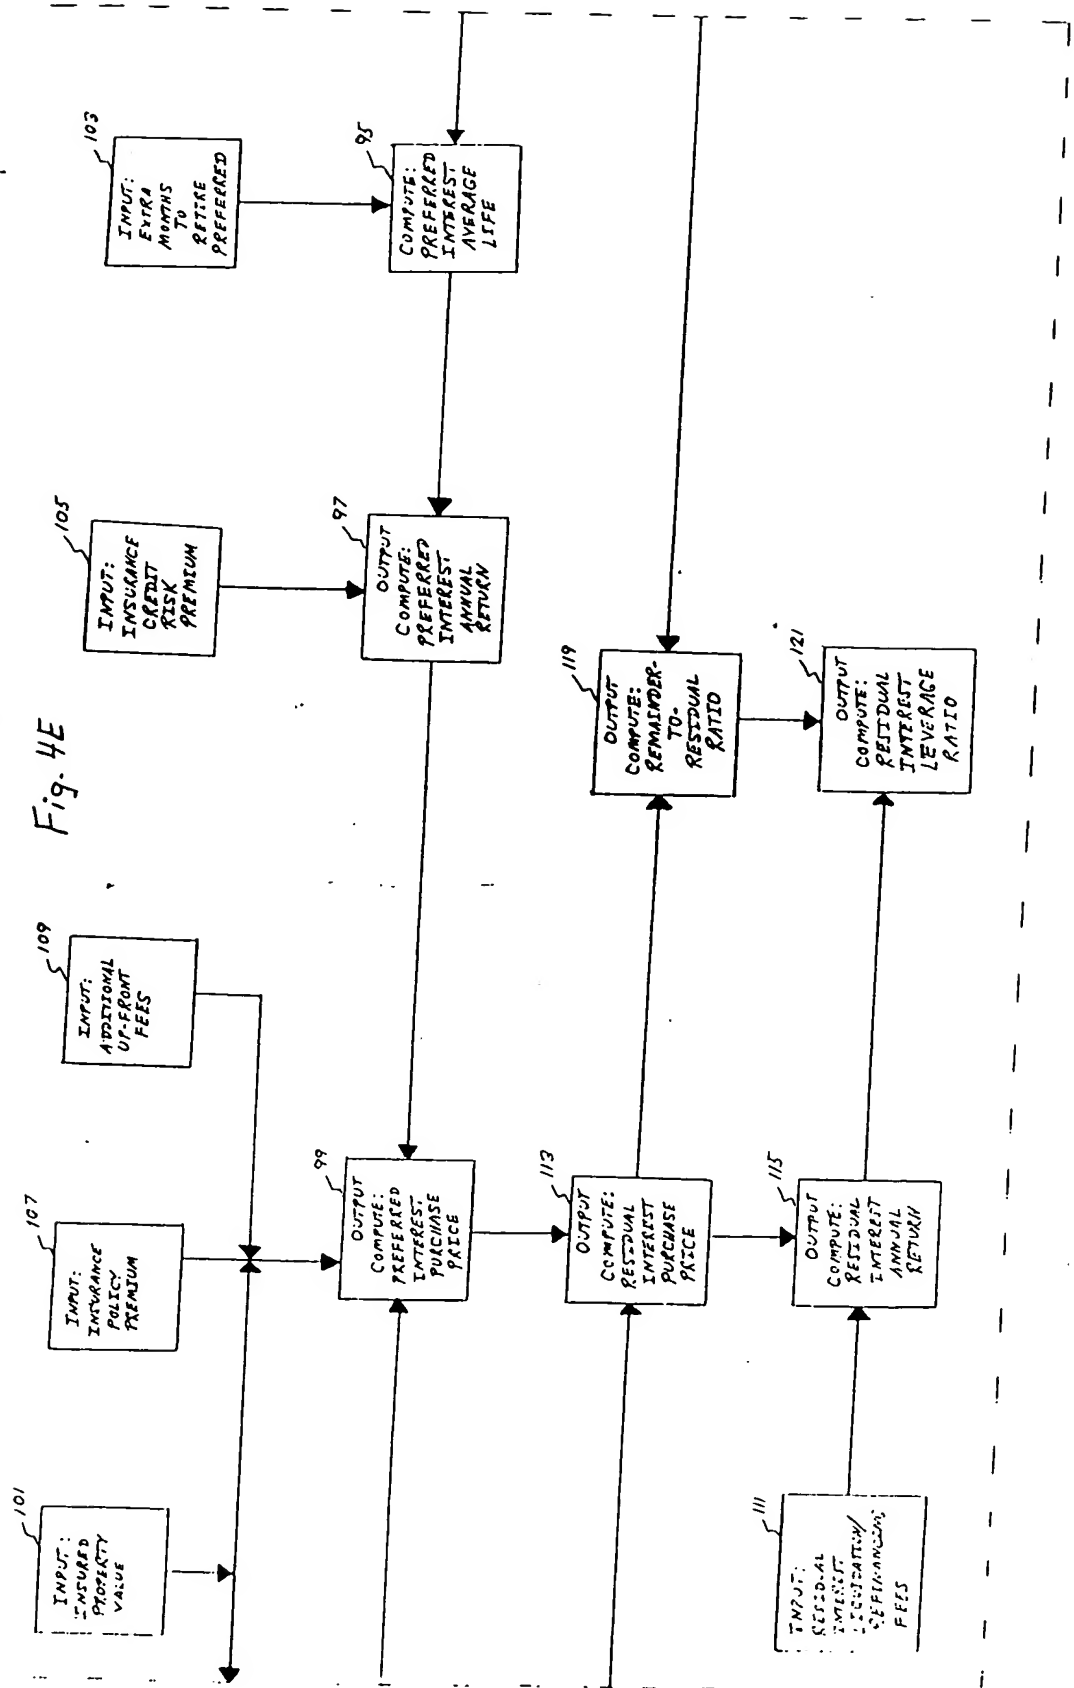 Fig. 4E
101
INPUT:
INSURED
PROPERTY
VALUE
107
INPUT:
INSURANCE
POLICY
PREMIUM
109
INPUT:
ADDITIONAL
UP-FRONT
FEES
105
INPUT:
INSURANCE
CREDIT
RISK
PREMIUM
103
INPUT:
EXTRA
MONTHS
TO
RETIRE
PREFERRED
99
OUTPUT
COMPUTE:
PREFERRED
INTEREST
PURCHASE
PRICE
97
OUTPUT
COMPUTE:
PREFERRED
INTEREST
ANNUAL
RETURN
95
COMPUTE:
PREFERRED
INTEREST
AVERAGE
LIFE
113
OUTPUT
COMPUTE:
RESIDUAL
INTEREST
PURCHASE
PRICE
119
OUTPUT
COMPUTE:
REMAINDER-
TO-
RESIDUAL
RATIO
111
INPUT:
RESIDUAL
INTEREST
LIQUIDATION/
REFINANCING
FEES
115
OUTPUT
COMPUTE:
RESIDUAL
INTEREST
ANNUAL
RETURN
121
OUTPUT
COMPUTE:
RESIDUAL
INTEREST
LEVERAGE
RATIO